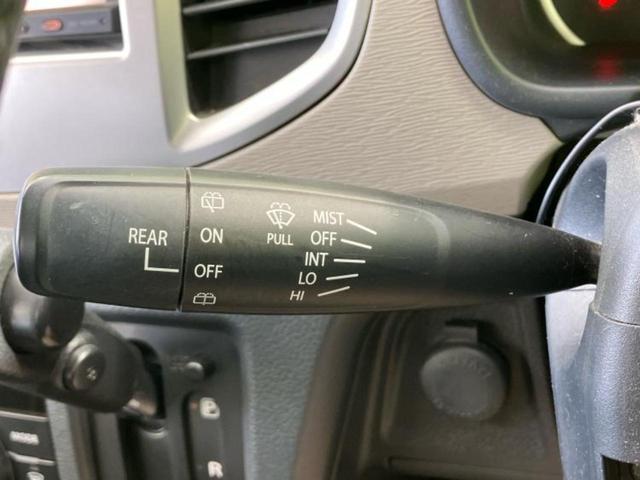 REAR
ON
OFF
PULL
MIST
OFF
INT
LO
HI
R